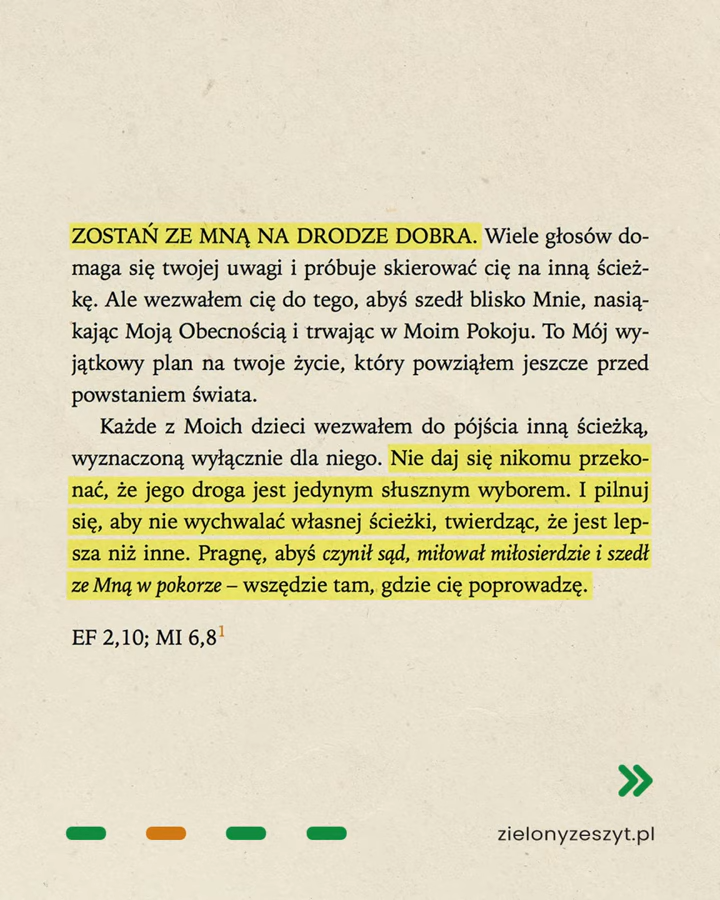 ZOSTAŃ ZE MNĄ NA DRODZE DOBRA. Wiele głosów do-
maga się twojej uwagi i próbuje skierować cię na inną ścież-
kę. Ale wezwałem cię do tego, abyś szedł blisko Mnie, nasią-
kając Moją Obecnością i trwając w Moim Pokoju. To Mój wy-
jątkowy plan na twoje życie, który powziąłem jeszcze przed
powstaniem świata.
Każde z Moich dzieci wezwałem do pójścia inną ścieżką,
wyznaczoną wyłącznie dla niego. Nie daj się nikomu przeko-
nać, że jego droga jest jedynym słusznym wyborem. I pilnuj
się, aby nie wychwalać własnej ścieżki, twierdząc, że jest lep-
sza niż inne. Pragnę, abyś czynił sąd, miłował miłosierdzie i szedł
ze Mną w pokorze – wszędzie tam, gdzie cię poprowadzę.
EF 2,10; MI 6,8¹
zielonyzeszyt.pl